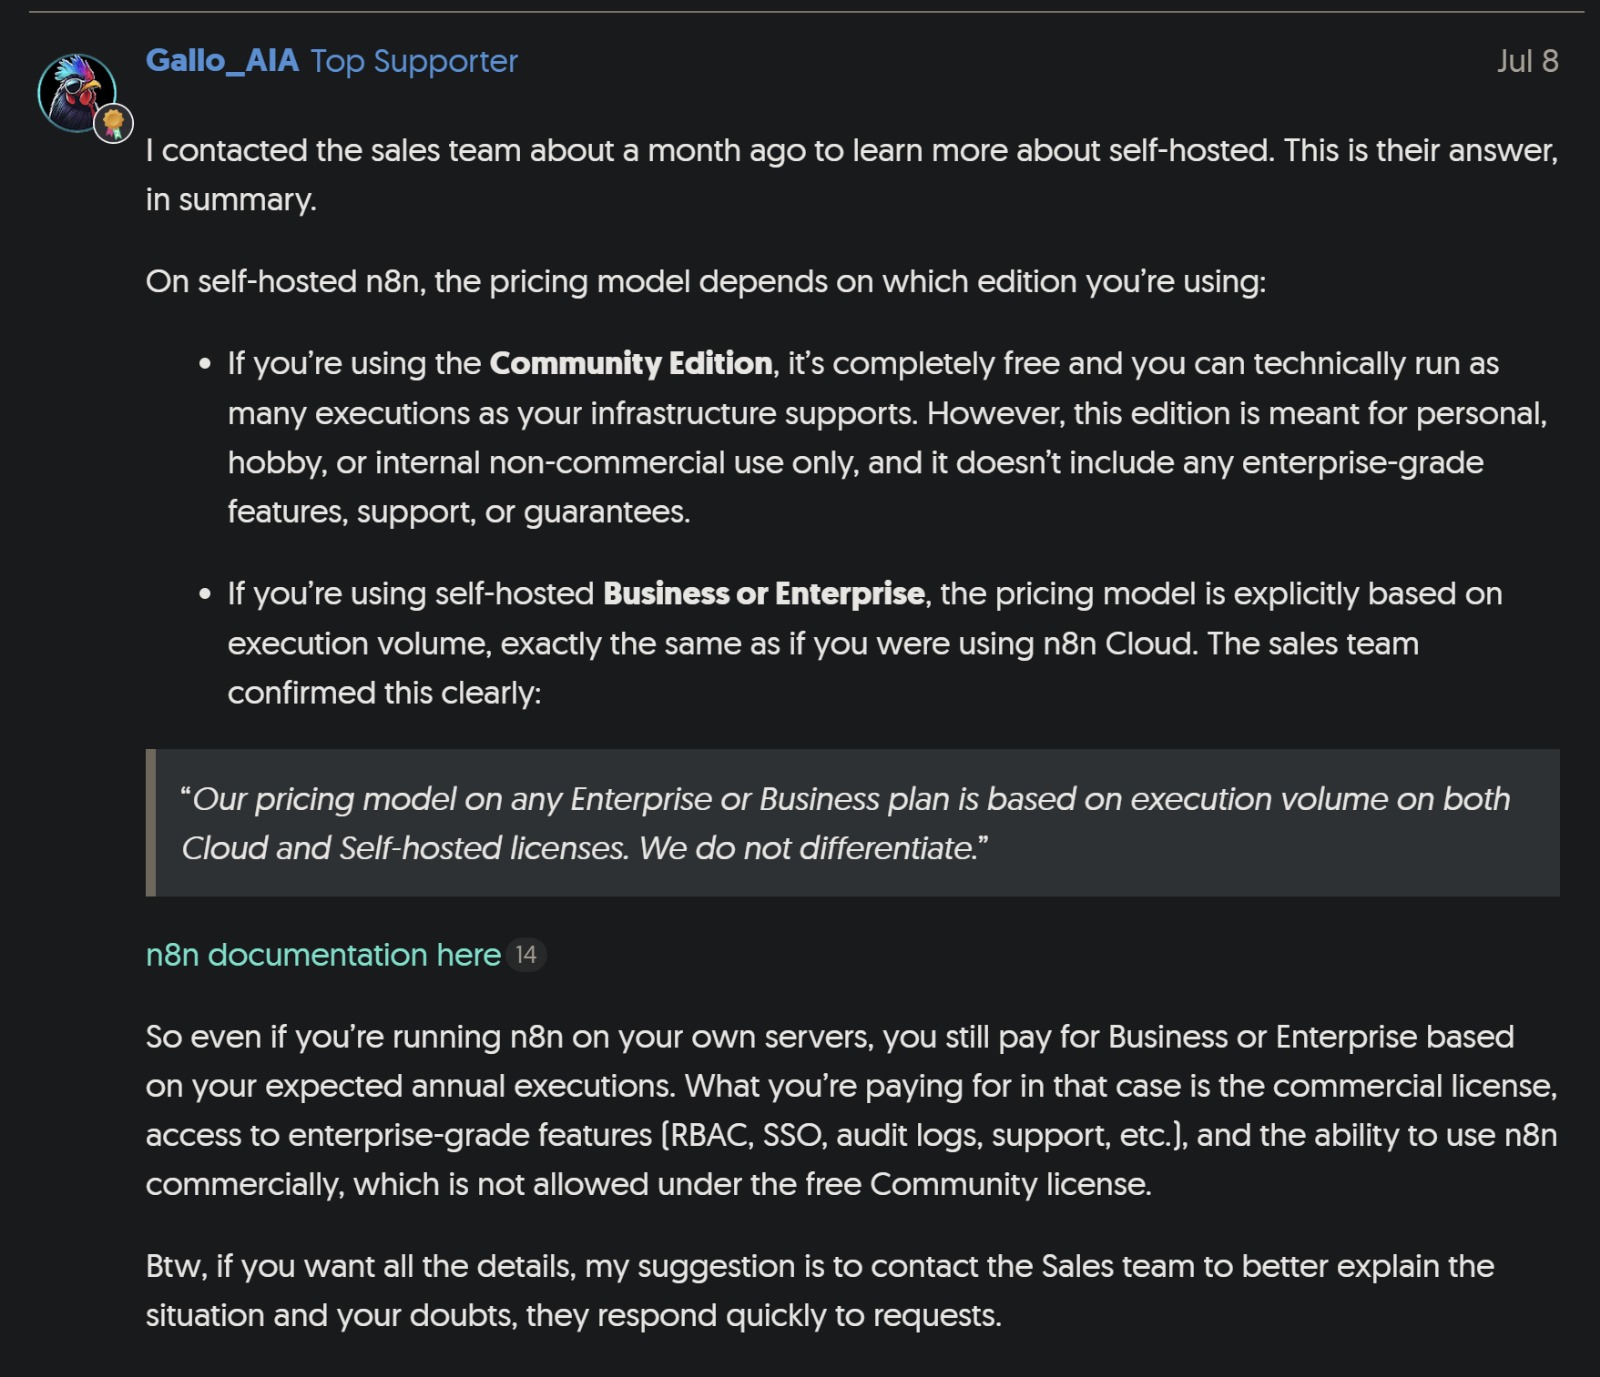 Gallo_AIA Top Supporter
Jul 8
I contacted the sales team about a month ago to learn more about self-hosted. This is their answer,
in summary.
On self-hosted n8n, the pricing model depends on which edition you’re using:
• If you’re using the Community Edition, it’s completely free and you can technically run as
many executions as your infrastructure supports. However, this edition is meant for personal,
hobby, or internal non-commercial use only, and it doesn’t include any enterprise-grade
features, support, or guarantees.
• If you’re using self-hosted Business or Enterprise, the pricing model is explicitly based on
execution volume, exactly the same as if you were using n8n Cloud. The sales team
confirmed this clearly:
“Our pricing model on any Enterprise or Business plan is based on execution volume on both
Cloud and Self-hosted licenses. We do not differentiate.”
n8n documentation here 14
So even if you’re running n8n on your own servers, you still pay for Business or Enterprise based
on your expected annual executions. What you’re paying for in that case is the commercial license,
access to enterprise-grade features (RBAC, SSO, audit logs, support, etc.), and the ability to use n8n
commercially, which is not allowed under the free Community license.
Btw, if you want all the details, my suggestion is to contact the Sales team to better explain the
situation and your doubts, they respond quickly to requests.